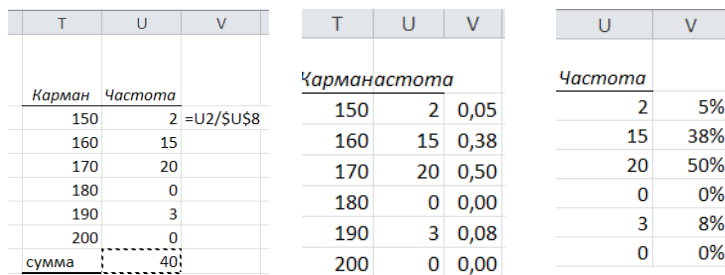 T U V
Карман Частота
150 2 =U2/$U$8
160 15
170 20
180 0
190 3
200 0
сумма 40
T U V
Карман астота
150 2 0,05
160 15 0,38
170 20 0,50
180 0 0,00
190 3 0,08
200 0 0,00
U V
Частота
2 5%
15 38%
20 50%
0 0%
3 8%
0 0%